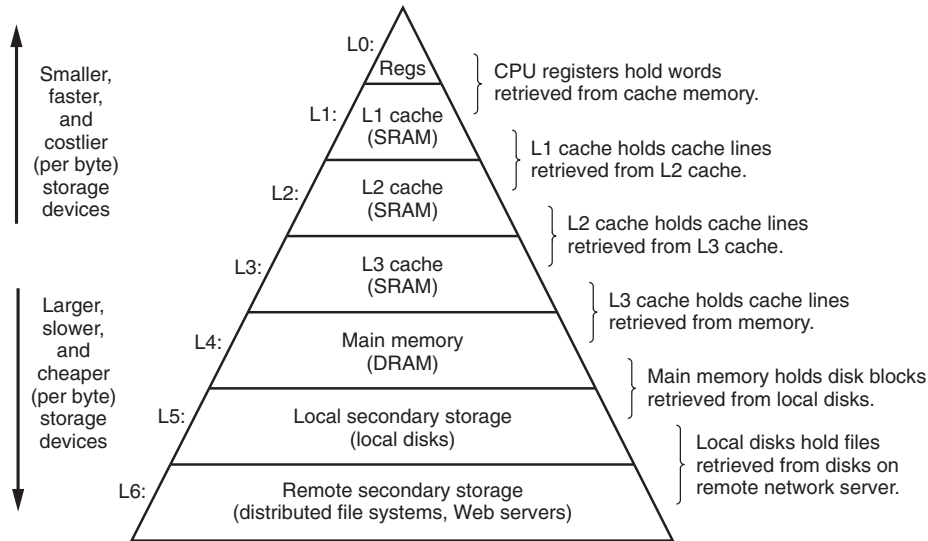 Smaller,
faster,
and
costlier
(per byte)
storage
devices
Larger,
slower,
and
cheaper
(per byte)
storage
devices
L0:
Regs
L1:
L1 cache
(SRAM)
L2:
L2 cache
(SRAM)
L3:
L3 cache
(SRAM)
L4:
Main memory
(DRAM)
L5:
Local secondary storage
(local disks)
L6:
Remote secondary storage
(distributed file systems, Web servers)
CPU registers hold words
retrieved from cache memory.
L1 cache holds cache lines
retrieved from L2 cache.
L2 cache holds cache lines
retrieved from L3 cache.
L3 cache holds cache lines
retrieved from memory.
Main memory holds disk blocks
retrieved from local disks.
Local disks hold files
retrieved from disks on
remote network server.